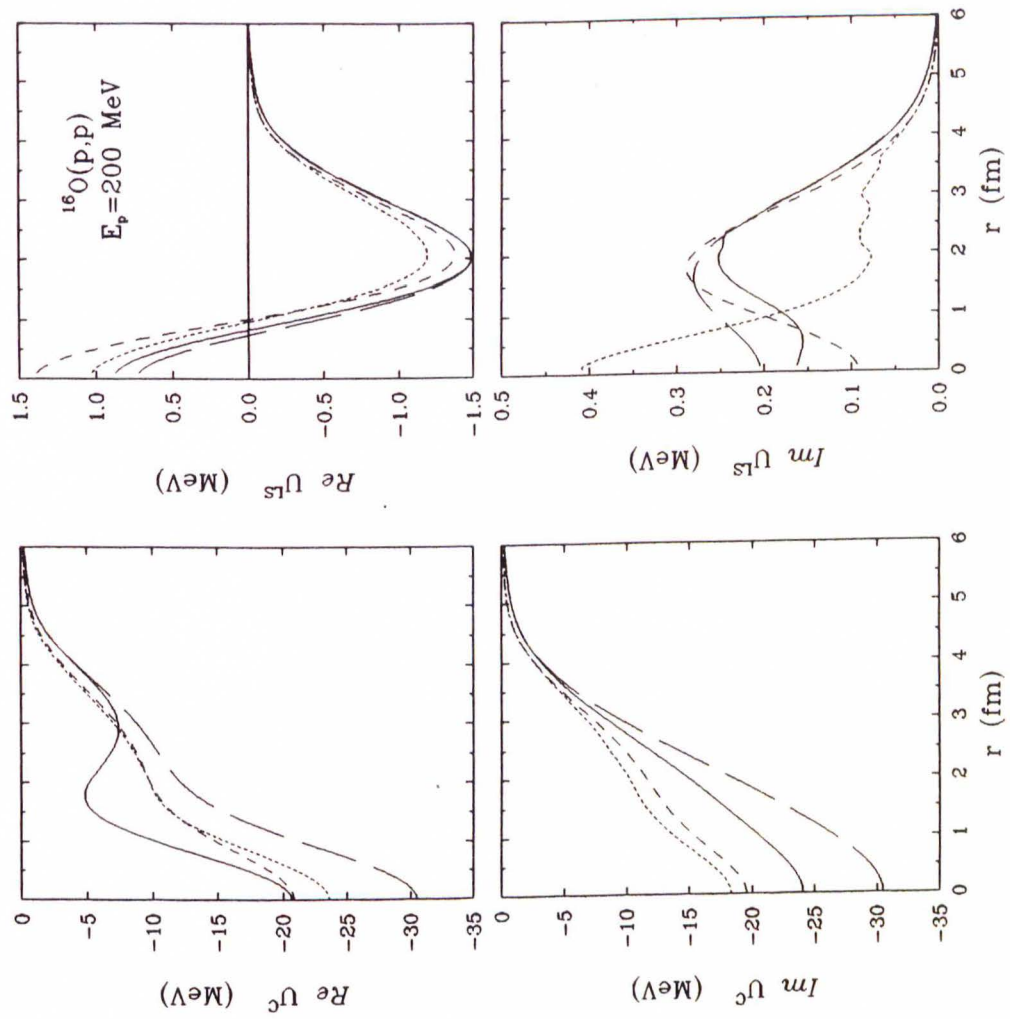 Re U^C
(MeV)
0
-5
-10
-15
-20
-25
-30
-35
Re U^LS (MeV)
1.5
1.0
0.5
0.0
-0.5
-1.0
-1.5
¹⁶O(p,p)
E_p=200 MeV
Im U^C
(MeV)
0
-5
-10
-15
-20
-25
-30
-35
0 1 2 3 4 5 6
r (fm)
Im U^LS (MeV)
0.5
0.4
0.3
0.2
0.1
0.0
0 1 2 3 4 5 6
r (fm)